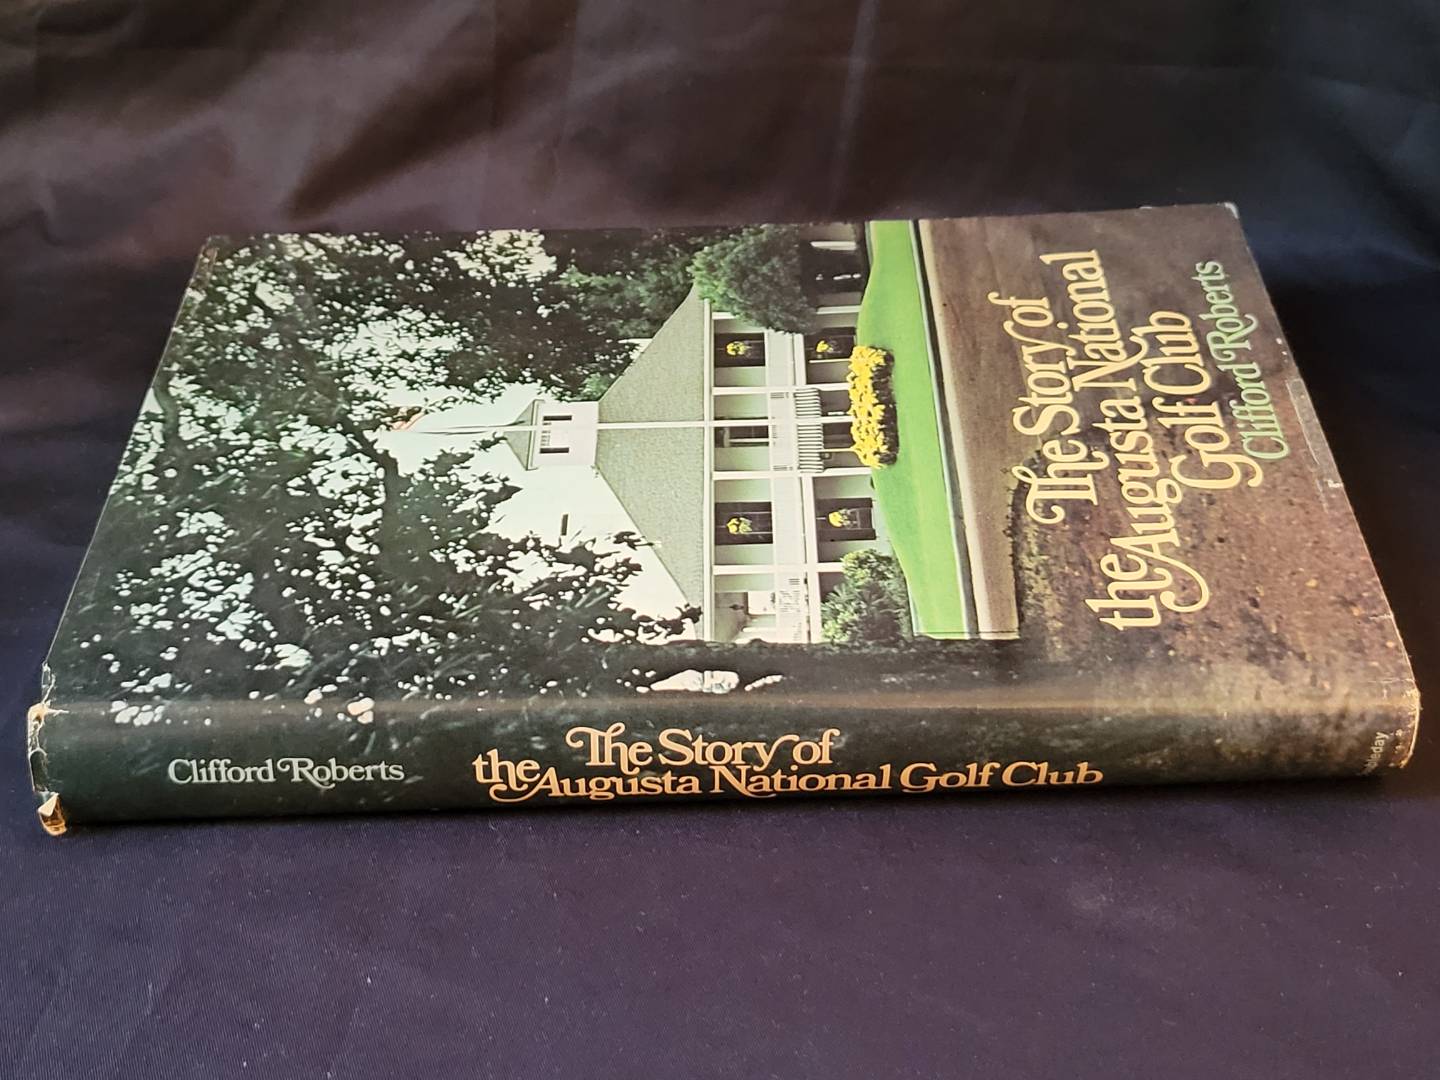 The Story of
the Augusta National
Golf Club
Clifford Roberts
Clifford Roberts
The Story of
the Augusta National Golf Club
Doubleday